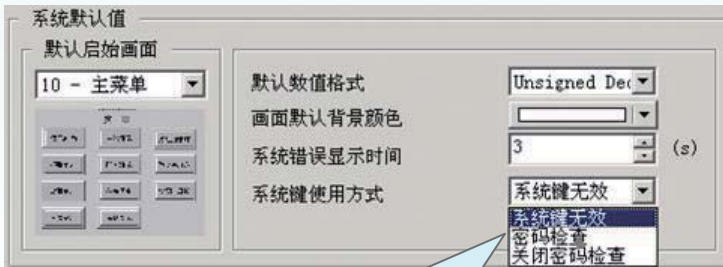 系统默认值
默认启始画面
10 - 主菜单
默认数值格式
Unsigned Dec
画面默认背景颜色
系统错误显示时间
3
(s)
系统键使用方式
系统键无效
系统键无效
密码检查
关闭密码检查